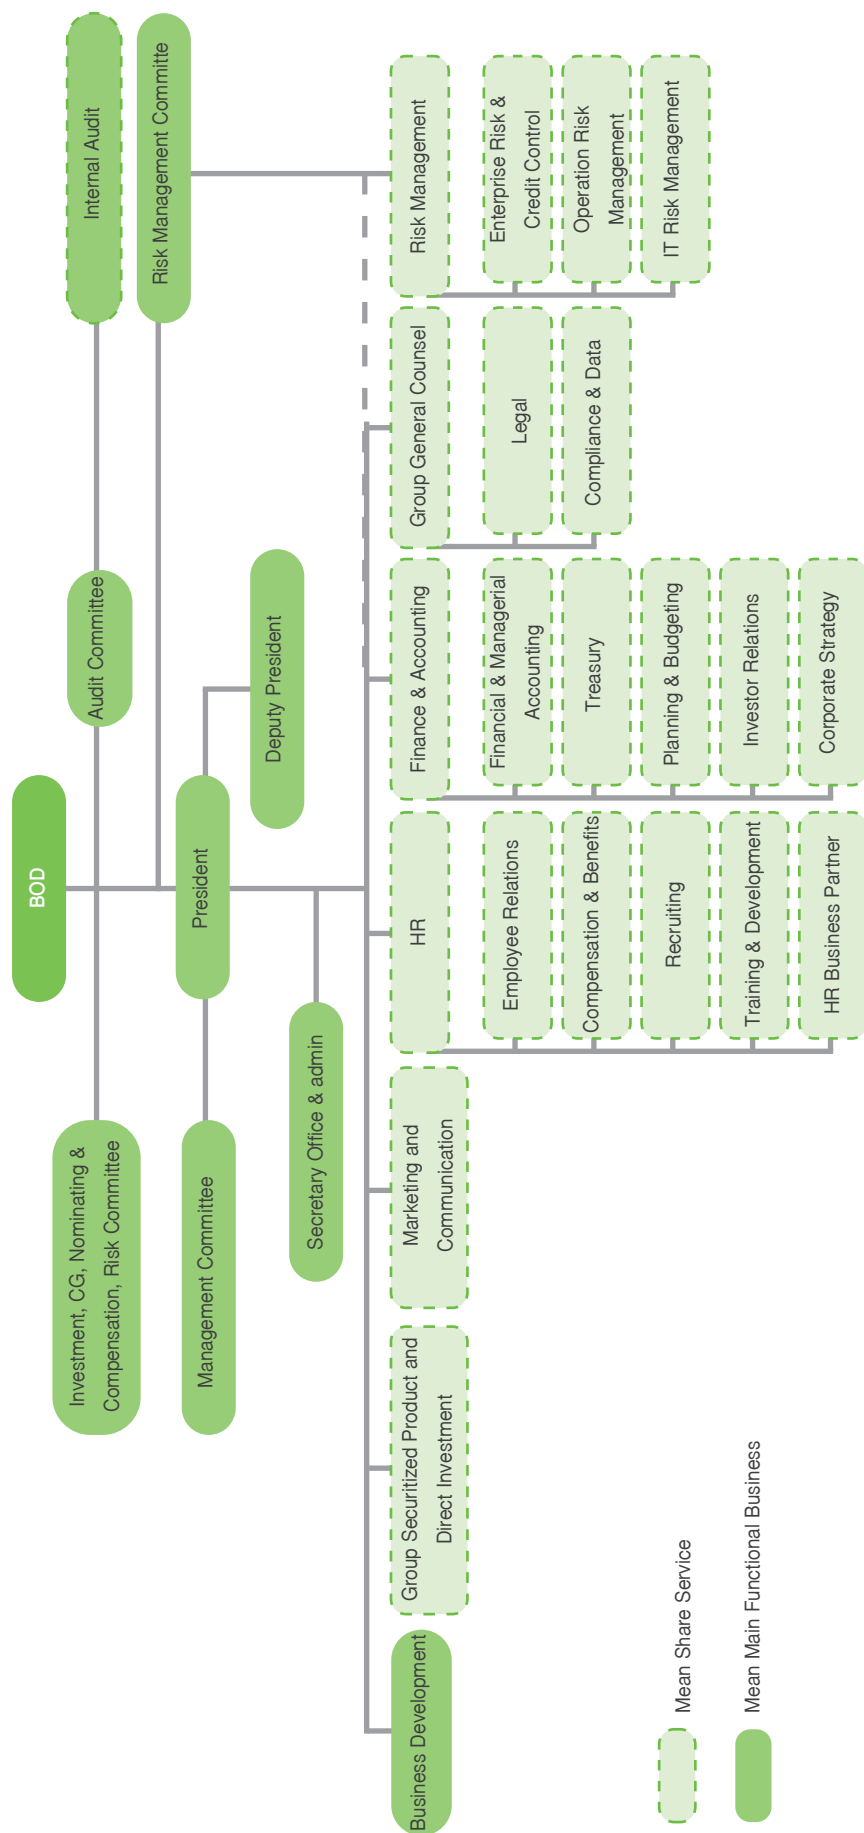 BOD
Investment, CG, Nominating &
Compensation, Risk Committee
Audit Committee
Internal Audit
Risk Management Committe
Management Committee
President
Deputy President
Secretary Office & admin
Business Development
Group Securitized Product and
Direct Investment
Marketing and
Communication
HR
Employee Relations
Compensation & Benefits
Recruiting
Training & Development
HR Business Partner
Finance & Accounting
Financial & Managerial
Accounting
Treasury
Planning & Budgeting
Investor Relations
Corporate Strategy
Group General Counsel
Legal
Compliance & Data
Risk Management
Enterprise Risk &
Credit Control
Operation Risk
Management
IT Risk Management
Mean Share Service
Mean Main Functional Business